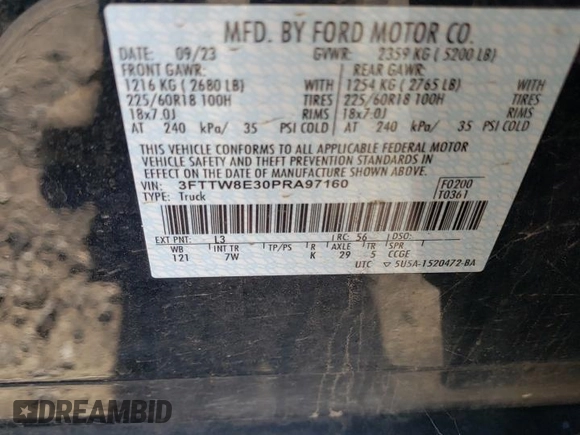 MFD. BY FORD MOTOR CO.
DATE: 09/23 GVWR: 2359 KG ( 5200 LB)
FRONT GAWR: REAR GAWR:
1216 KG ( 2680 LB) WITH 1254 KG ( 2765 LB) WITH
225/60R18 100H TIRES 225/60R18 100H TIRES
18x7.0J RIMS 18x7.0J RIMS
AT 240 kPa/ 35 PSI COLD AT 240 kPa/ 35 PSI COLD
THIS VEHICLE CONFORMS TO ALL APPLICABLE FEDERAL MOTOR
VEHICLE SAFETY AND THEFT PREVENTION STANDARDS IN EFFECT
ON THE DATE OF MANUFACTURE SHOWN ABOVE.
VIN: 3FTTW8E30PRA97160 F0200
TYPE: Truck T0361
EXT PNT: L3 RC: 56 DSO:
WB INT TR TP/PS R AXLE TR SPR
121 7W K 29 5 CCGE
UTC 5U5A-1520472-BA
DREAMBID